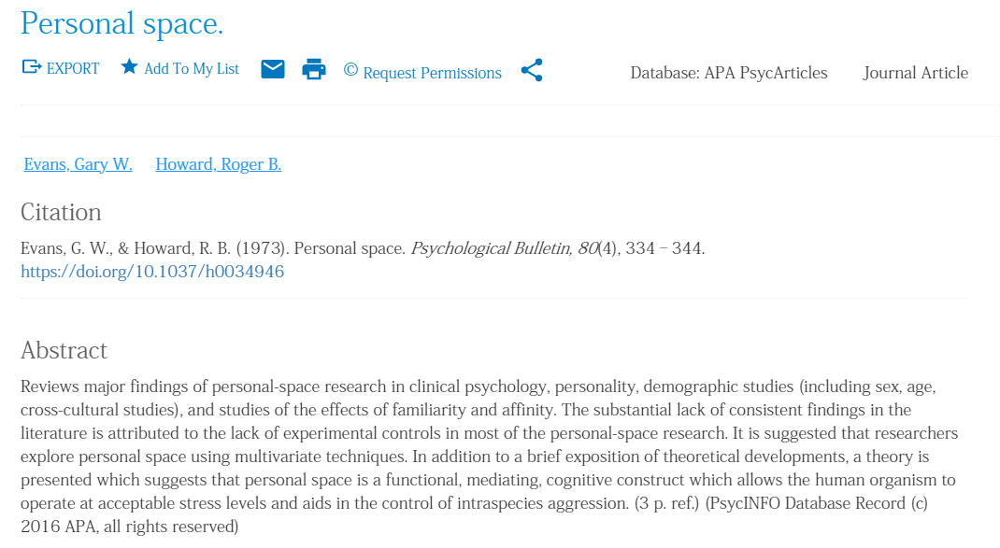 Personal space.
EXPORT Add To My List © Request Permissions Database: APA PsycArticles Journal Article
Evans, Gary W. Howard, Roger B.
Citation
Evans, G. W., & Howard, R. B. (1973). Personal space. Psychological Bulletin, 80(4), 334 – 344.
https://doi.org/10.1037/h0034946
Abstract
Reviews major findings of personal-space research in clinical psychology, personality, demographic studies (including sex, age,
cross-cultural studies), and studies of the effects of familiarity and affinity. The substantial lack of consistent findings in the
literature is attributed to the lack of experimental controls in most of the personal-space research. It is suggested that researchers
explore personal space using multivariate techniques. In addition to a brief exposition of theoretical developments, a theory is
presented which suggests that personal space is a functional, mediating, cognitive construct which allows the human organism to
operate at acceptable stress levels and aids in the control of intraspecies aggression. (3 p. ref.) (PsycINFO Database Record (c)
2016 APA, all rights reserved)